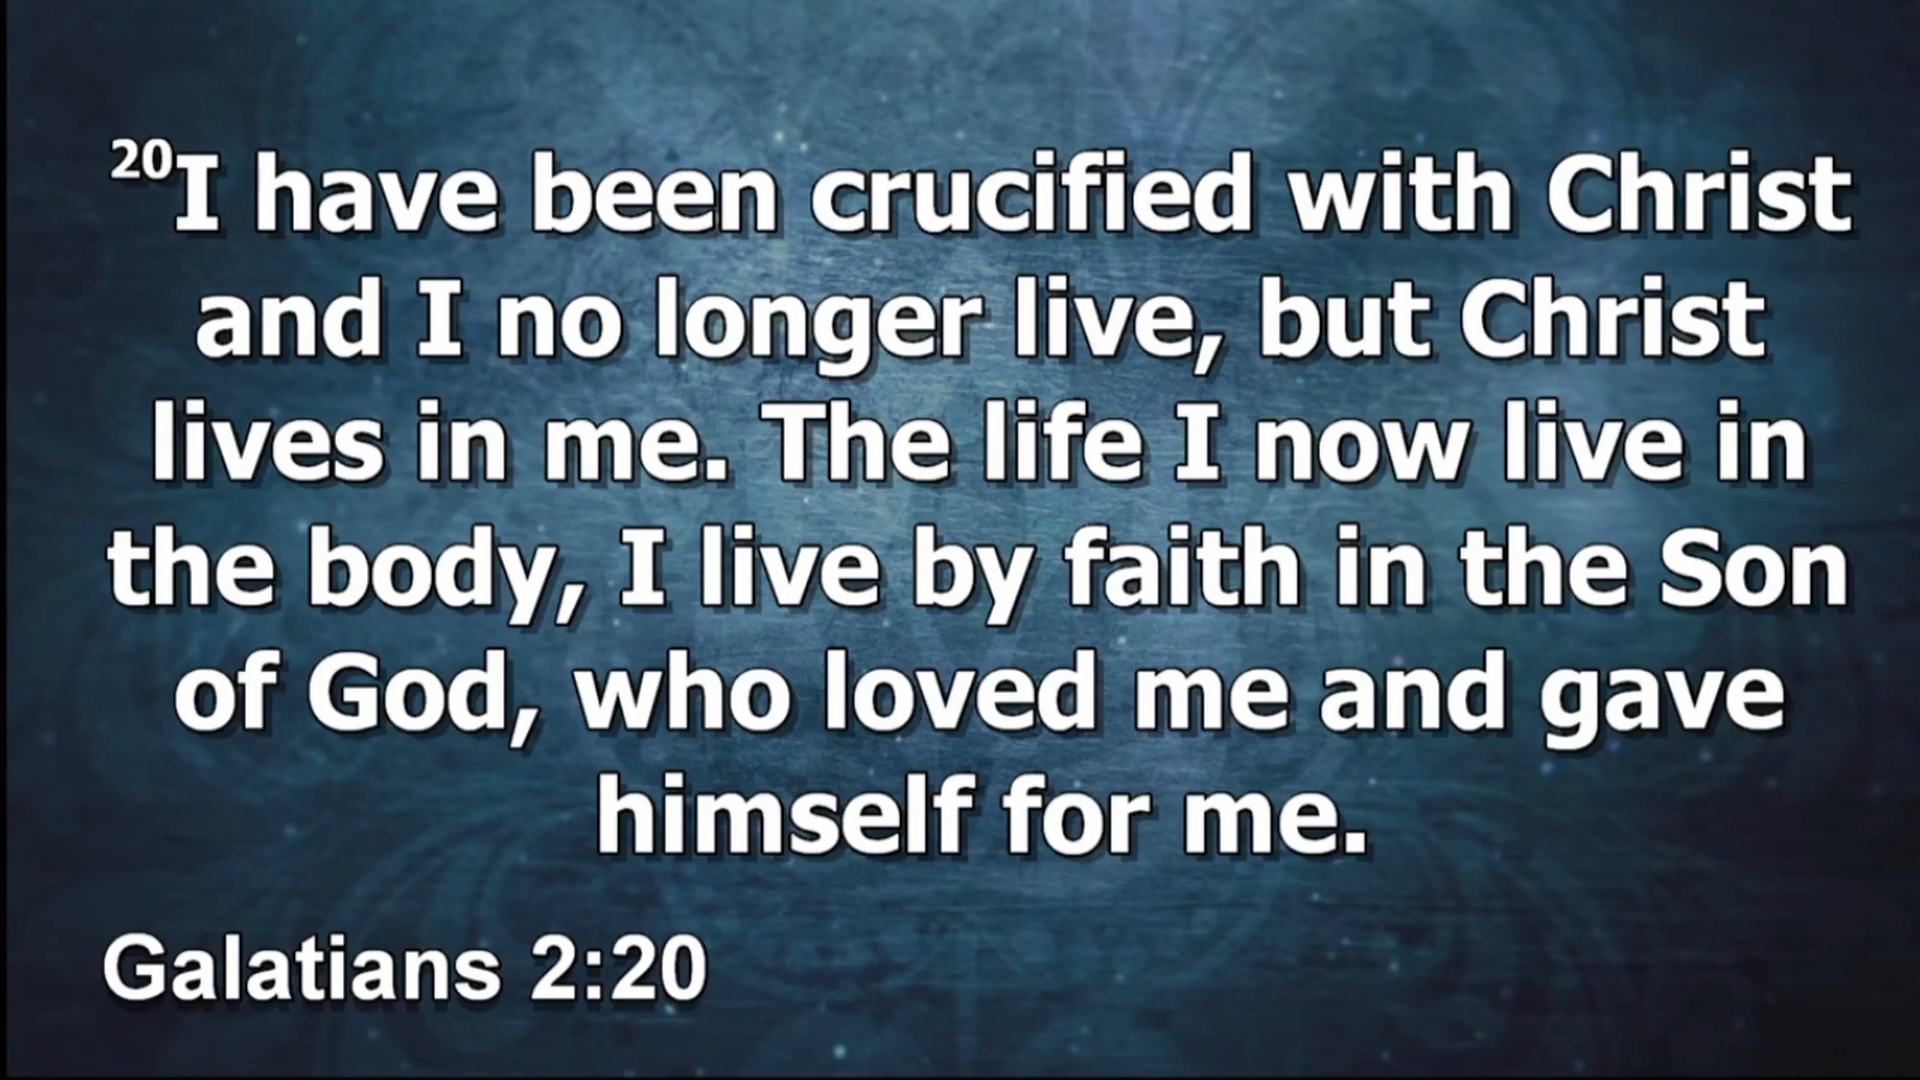 20I have been crucified with Christ
and I no longer live, but Christ
lives in me. The life I now live in
the body, I live by faith in the Son
of God, who loved me and gave
himself for me.
Galatians 2:20